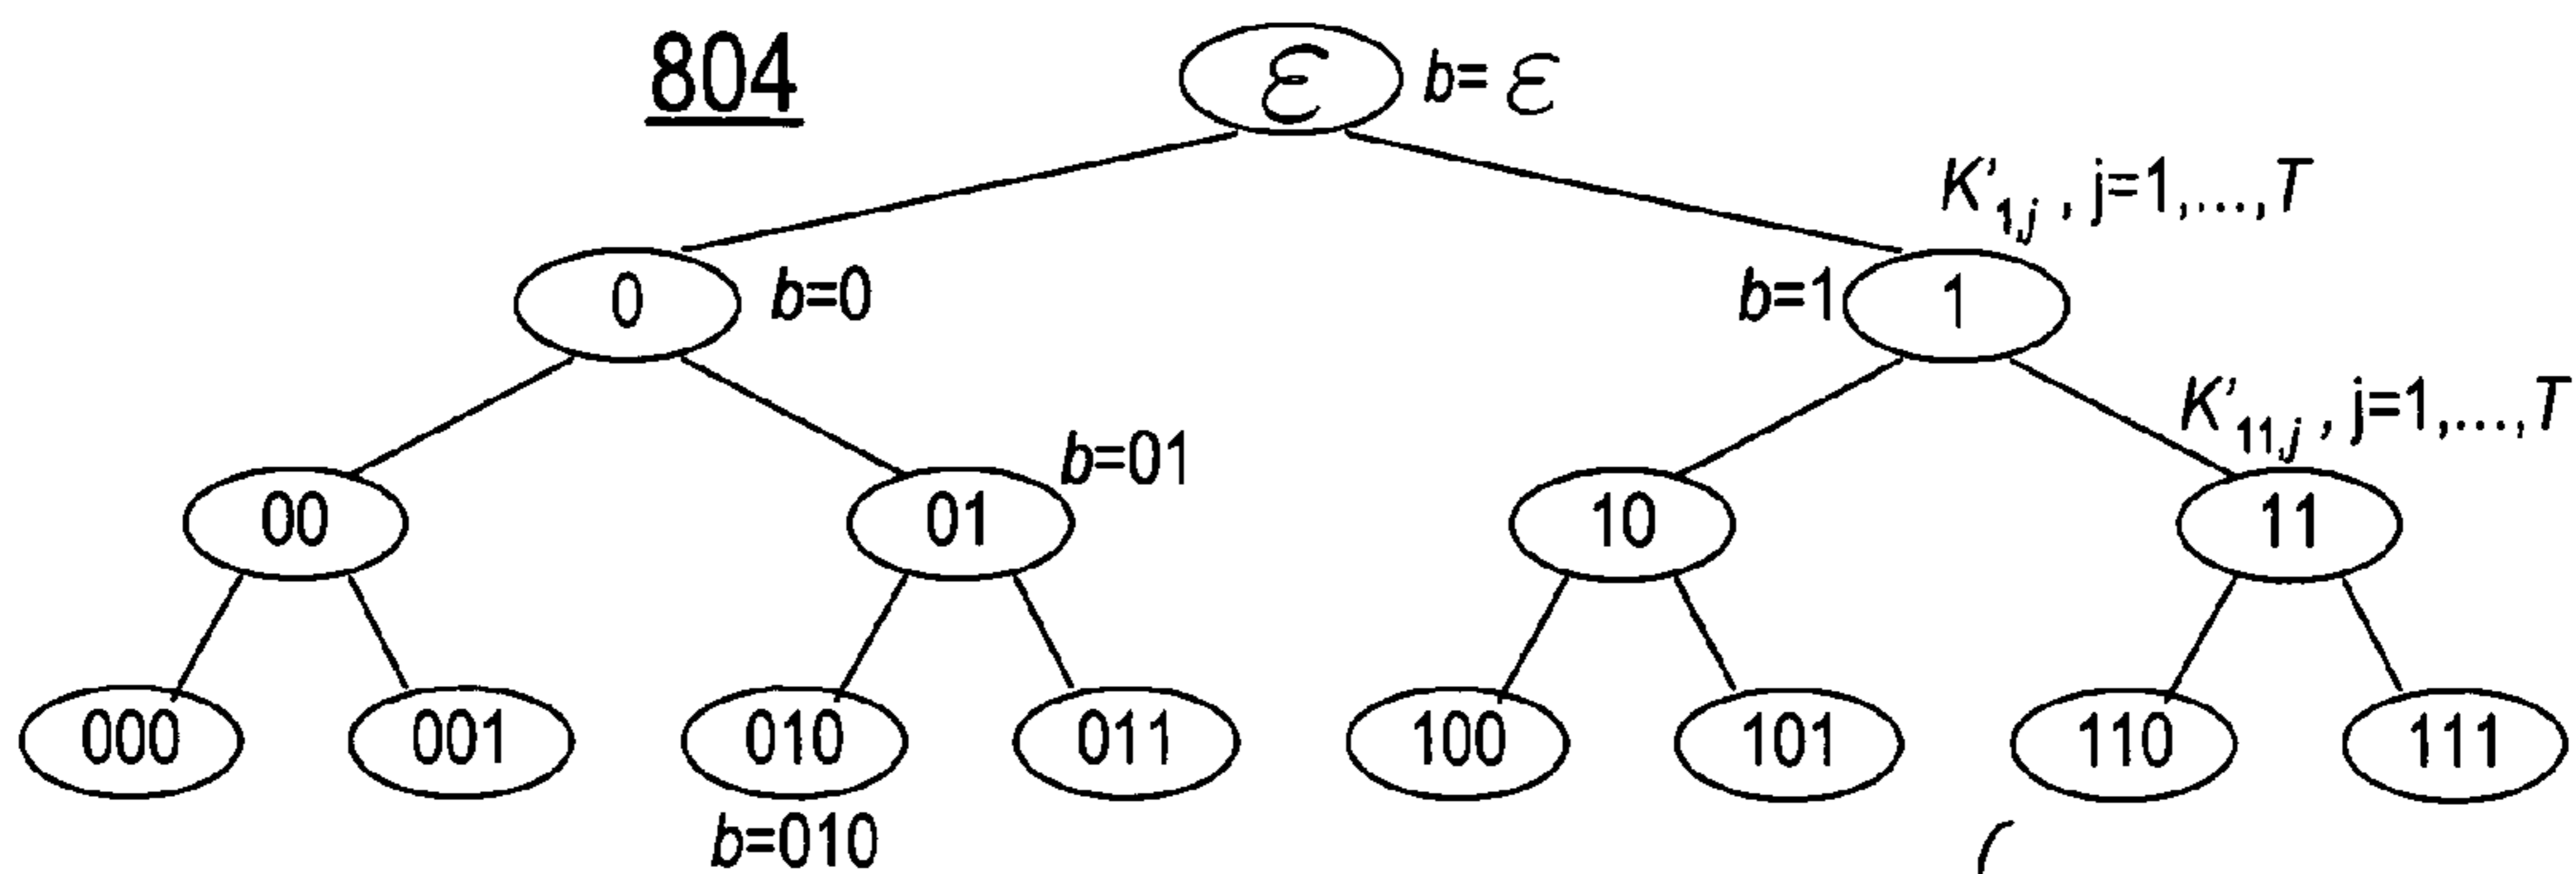 804
ε b= ε
K'1,j , j=1,...,T
0 b=0 b=1 1
K'11,j , j=1,...,T
b=01
00 01 10 11
000 001 010 011 100 101 110 111
b=010